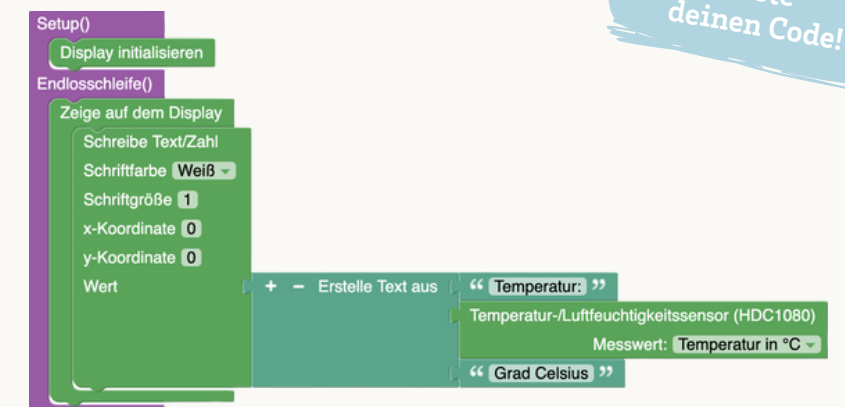 deinen Code!
Setup()
Display initialisieren
Endlosschleife()
Zeige auf dem Display
Schreibe Text/Zahl
Schriftfarbe Weiß
Schriftgröße 1
x-Koordinate 0
y-Koordinate 0
Wert + − Erstelle Text aus “ Temperatur: ”
Temperatur-/Luftfeuchtigkeitssensor (HDC1080)
Messwert: Temperatur in °C
“ Grad Celsius ”